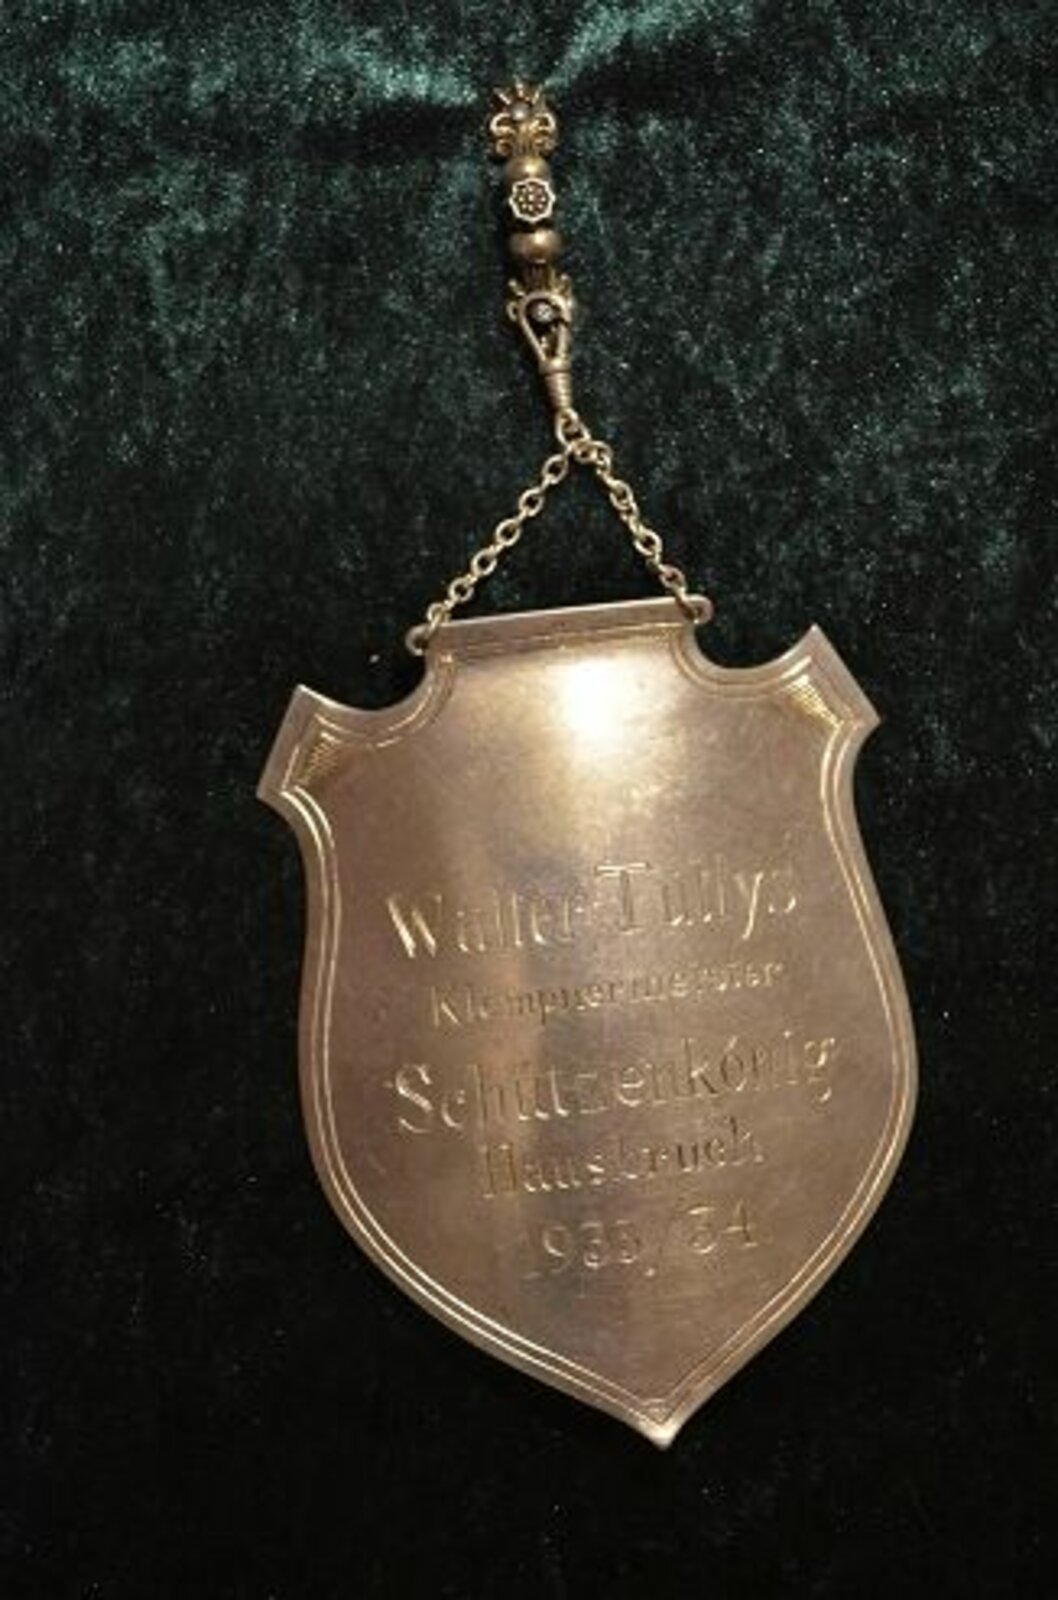 Walter Tullys
Klempnermeister
Schützenkönig
Hausbruch
1933/34